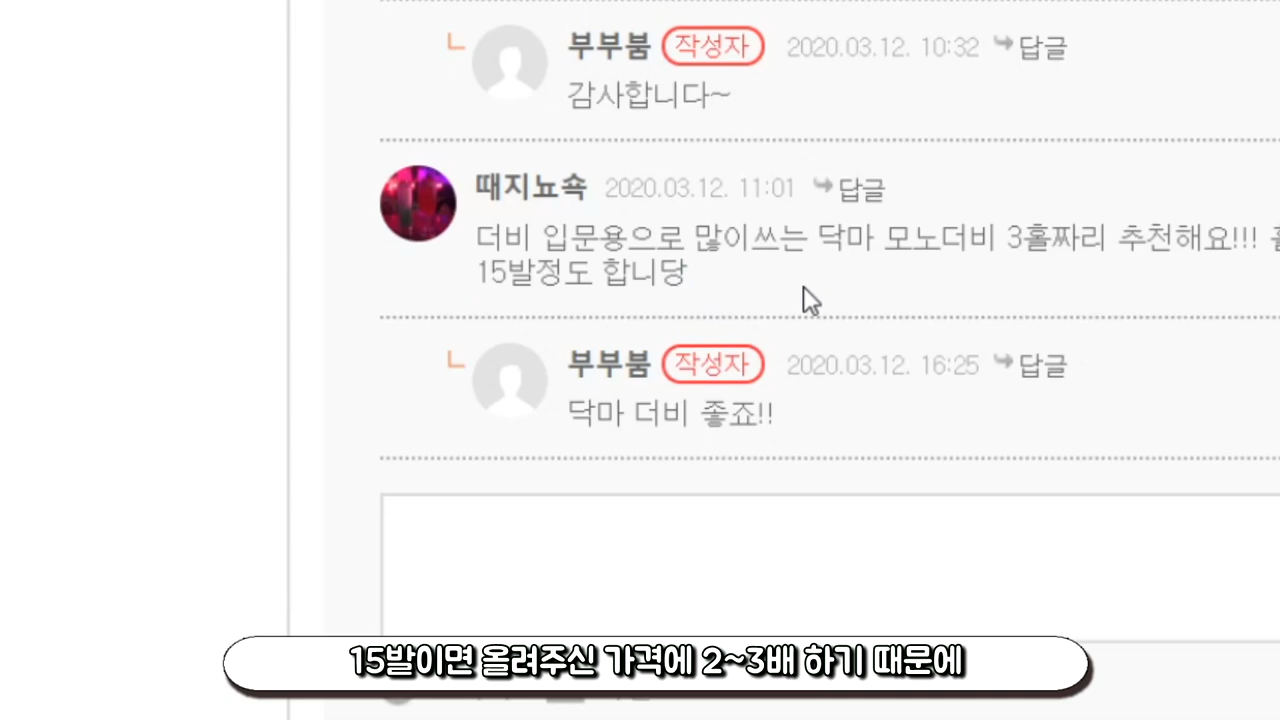 부부붐 작성자 2020.03.12. 10:32 답글
감사합니다~
때지뇨쇽 2020.03.12. 11:01 답글
더비 입문용으로 많이쓰는 닥마 모노더비 3홀짜리 추천해요!!!
15발정도 합니당
부부붐 작성자 2020.03.12. 16:25 답글
닥마 더비 좋죠!!
15발이면 올려주신 가격에 2~3배 하기 때문에